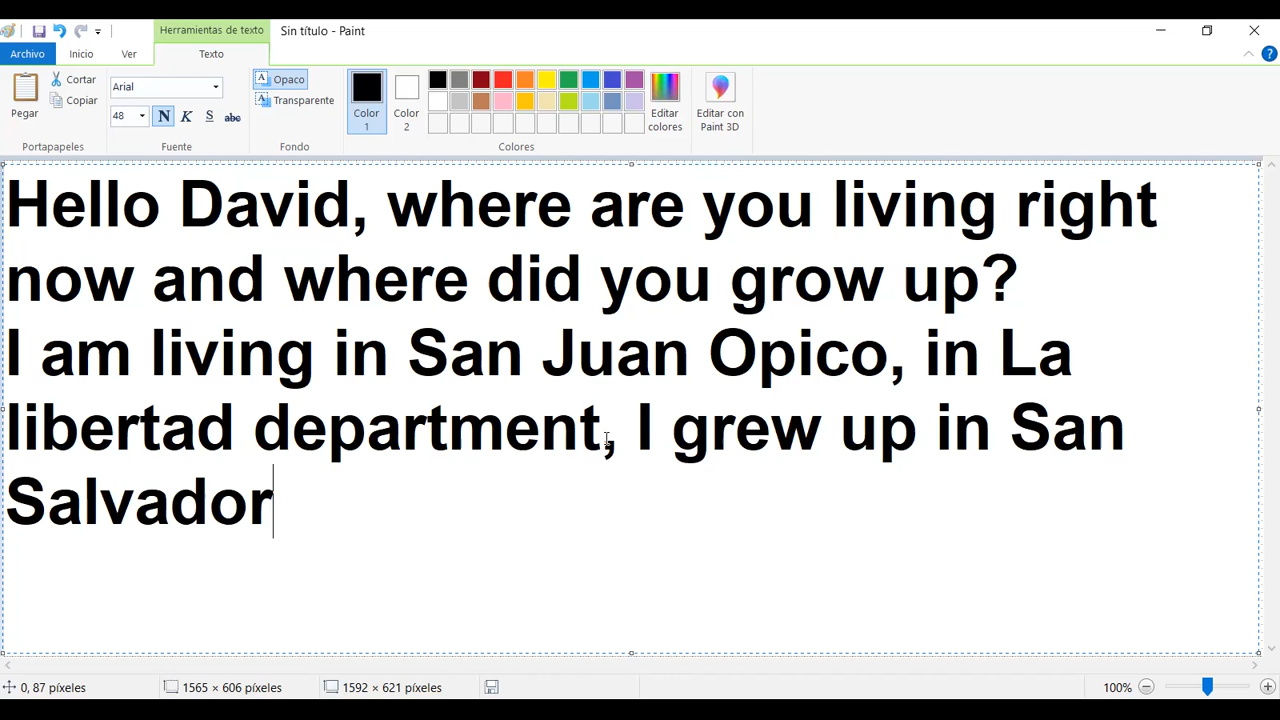 Herramientas de texto
Sin título - Paint
Archivo
Inicio
Ver
Texto
Pegar
Cortar
Copiar
Portapapeles
Arial
48
N K S abc
Fuente
Opaco
Transparente
Fondo
Color 1
Color 2
Editar colores
Colores
Editar con Paint 3D
Hello David, where are you living right
now and where did you grow up?
I am living in San Juan Opico, in La
libertad department, I grew up in San
Salvador
0, 87 píxeles
1565 × 606 píxeles
1592 × 621 píxeles
100%